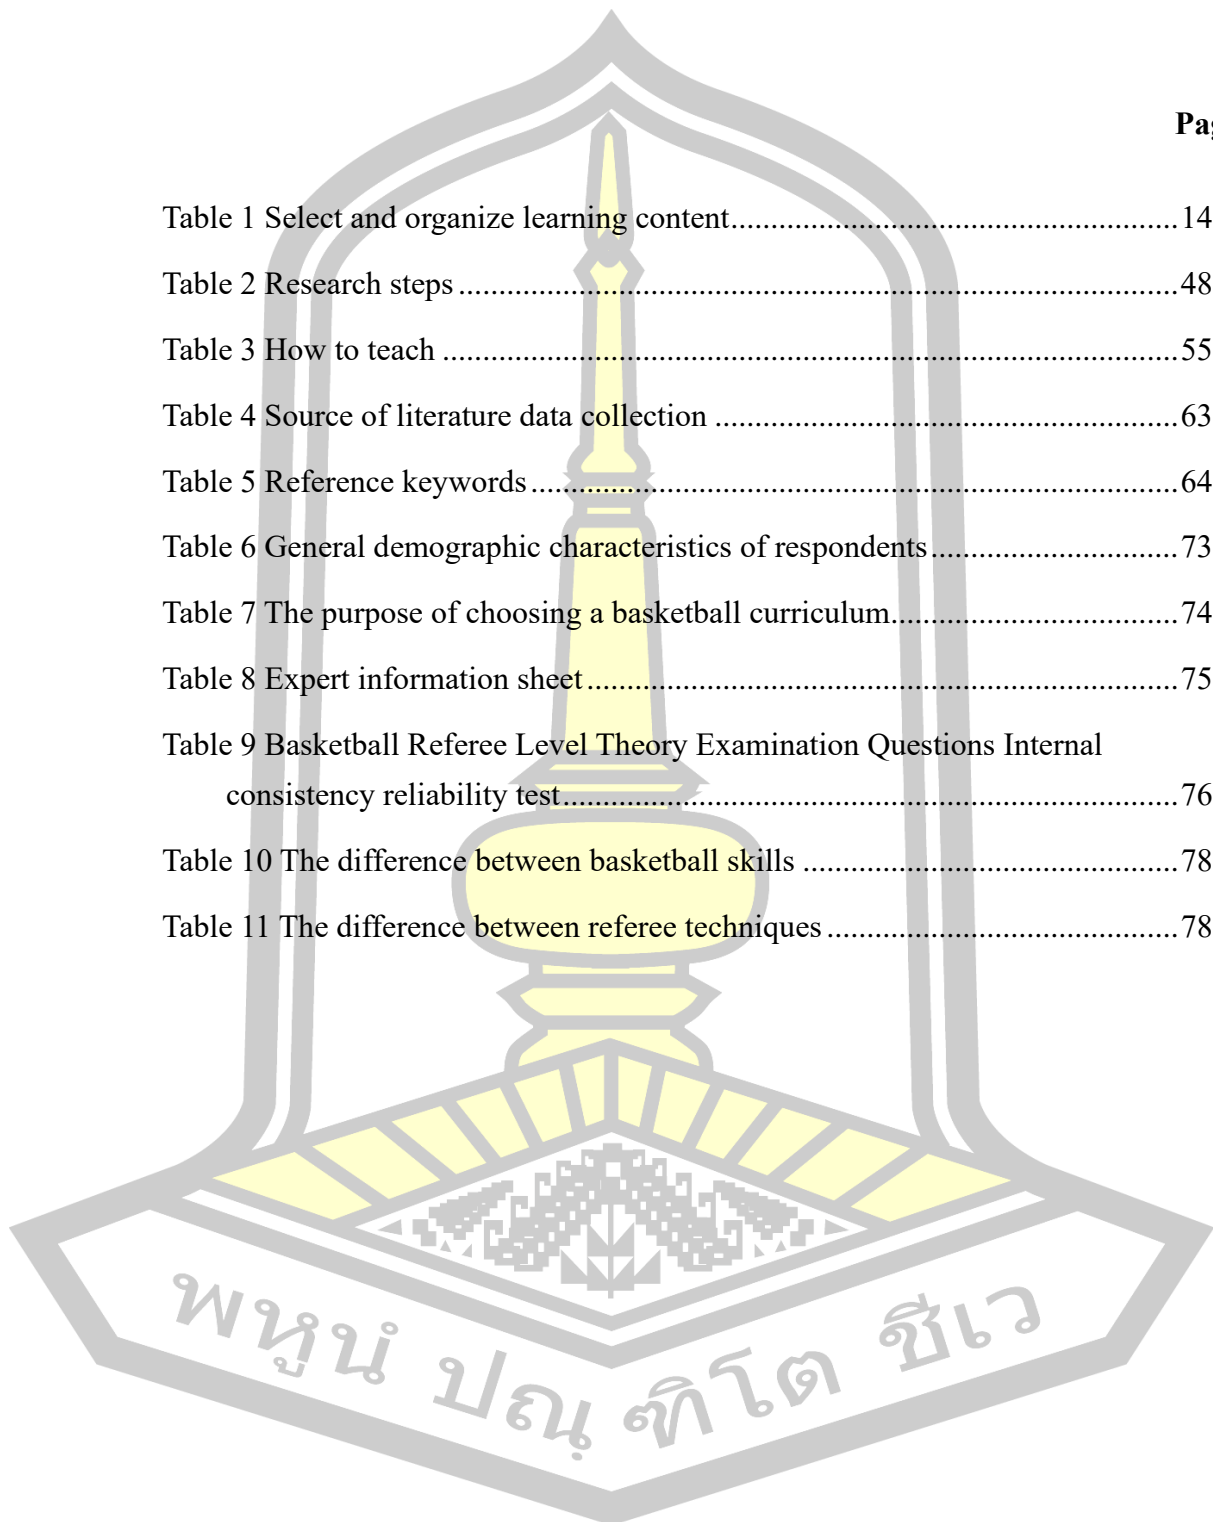 Pag
Table 1 Select and organize learning content........................................................14
Table 2 Research steps........................................................48
Table 3 How to teach........................................................55
Table 4 Source of literature data collection........................................................63
Table 5 Reference keywords........................................................64
Table 6 General demographic characteristics of respondents........................................................73
Table 7 The purpose of choosing a basketball curriculum........................................................74
Table 8 Expert information sheet........................................................75
Table 9 Basketball Referee Level Theory Examination Questions Internal
consistency reliability test........................................................76
Table 10 The difference between basketball skills........................................................78
Table 11 The difference between referee techniques........................................................78
พหูนํ ปณฺฑิโต ชีเว